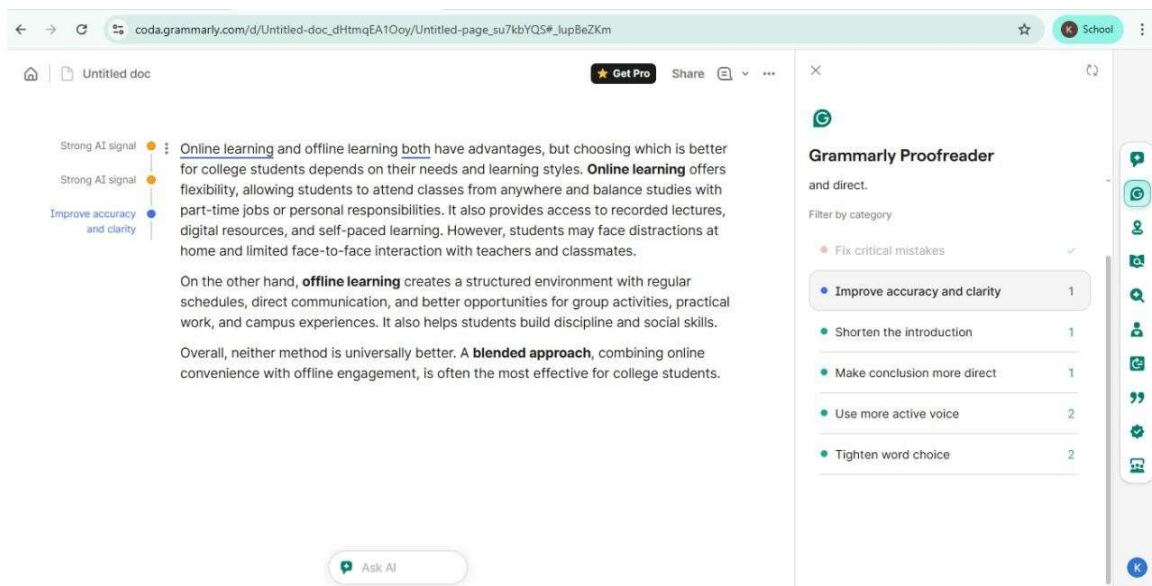 coda.grammarly.com/d/Untitled-doc_dHtmqEA1Ooy/Untitled-page_su7kbYQS#_lupBeZKm
K School
Untitled doc
Get Pro Share
Strong AI signal
Strong AI signal
Improve accuracy
and clarity
Online learning and offline learning both have advantages, but choosing which is better
for college students depends on their needs and learning styles. Online learning offers
flexibility, allowing students to attend classes from anywhere and balance studies with
part-time jobs or personal responsibilities. It also provides access to recorded lectures,
digital resources, and self-paced learning. However, students may face distractions at
home and limited face-to-face interaction with teachers and classmates.
On the other hand, offline learning creates a structured environment with regular
schedules, direct communication, and better opportunities for group activities, practical
work, and campus experiences. It also helps students build discipline and social skills.
Overall, neither method is universally better. A blended approach, combining online
convenience with offline engagement, is often the most effective for college students.
Ask AI
Grammarly Proofreader
and direct.
Filter by category
Fix critical mistakes
Improve accuracy and clarity 1
Shorten the introduction 1
Make conclusion more direct 1
Use more active voice 2
Tighten word choice 2
K